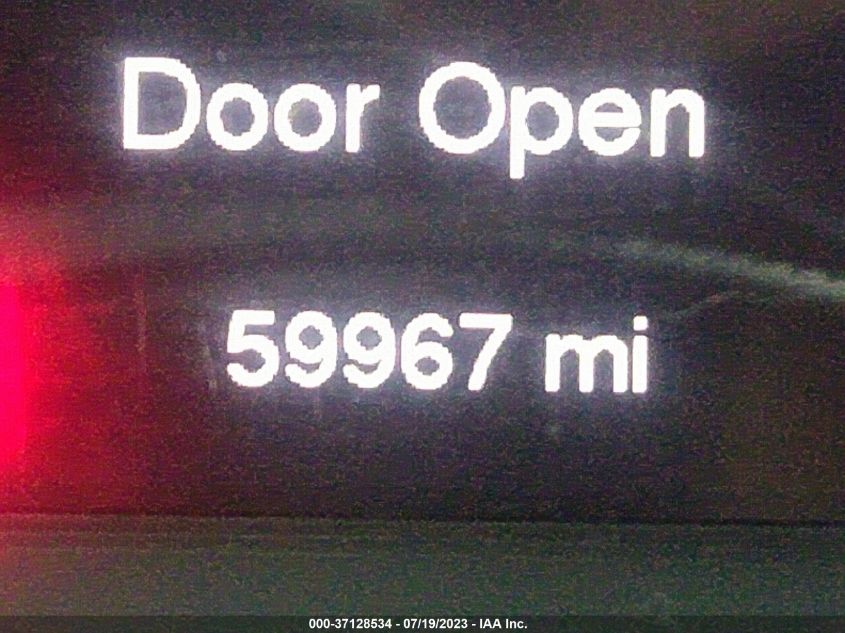 Door Open
59967 mi
000-37128534 - 07/19/2023 - IAA Inc.